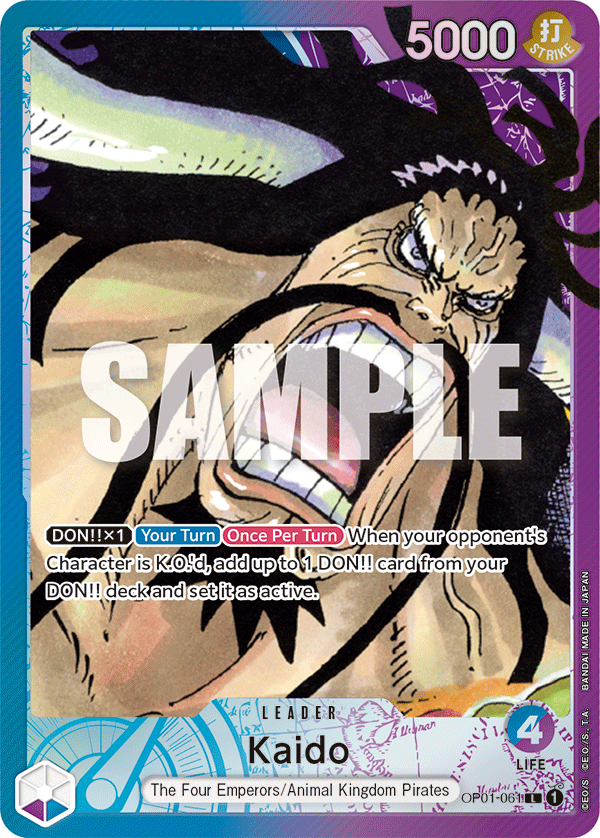 5000
打
STRIKE
SAMPLE
DON!!×1 Your Turn Once Per Turn When your opponent's
Character is K.O.'d, add up to 1 DON!! card from your
DON!! deck and set it as active.
LEADER
Kaido
The Four Emperors/Animal Kingdom Pirates
4
LIFE
OP01-061 L 1
©E.O/S. ©E.O./S., T.A. BANDAI MADE IN JAPAN